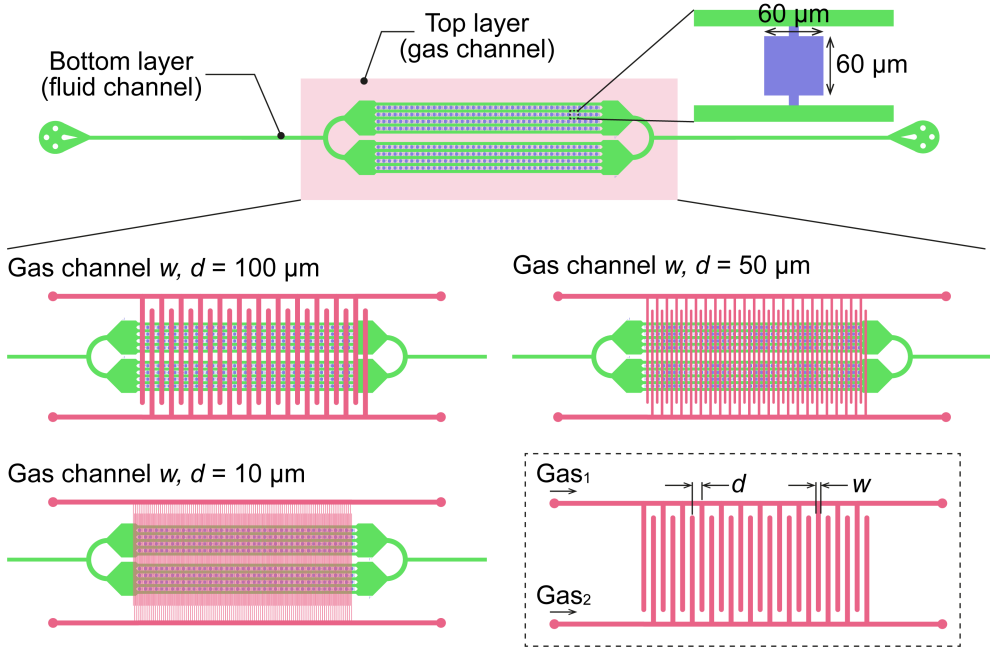 60 µm
Top layer
(gas channel)
Bottom layer
(fluid channel)
60 µm
Gas channel w, d = 100 µm
Gas channel w, d = 50 µm
Gas channel w, d = 10 µm
Gas1
d
w
Gas2